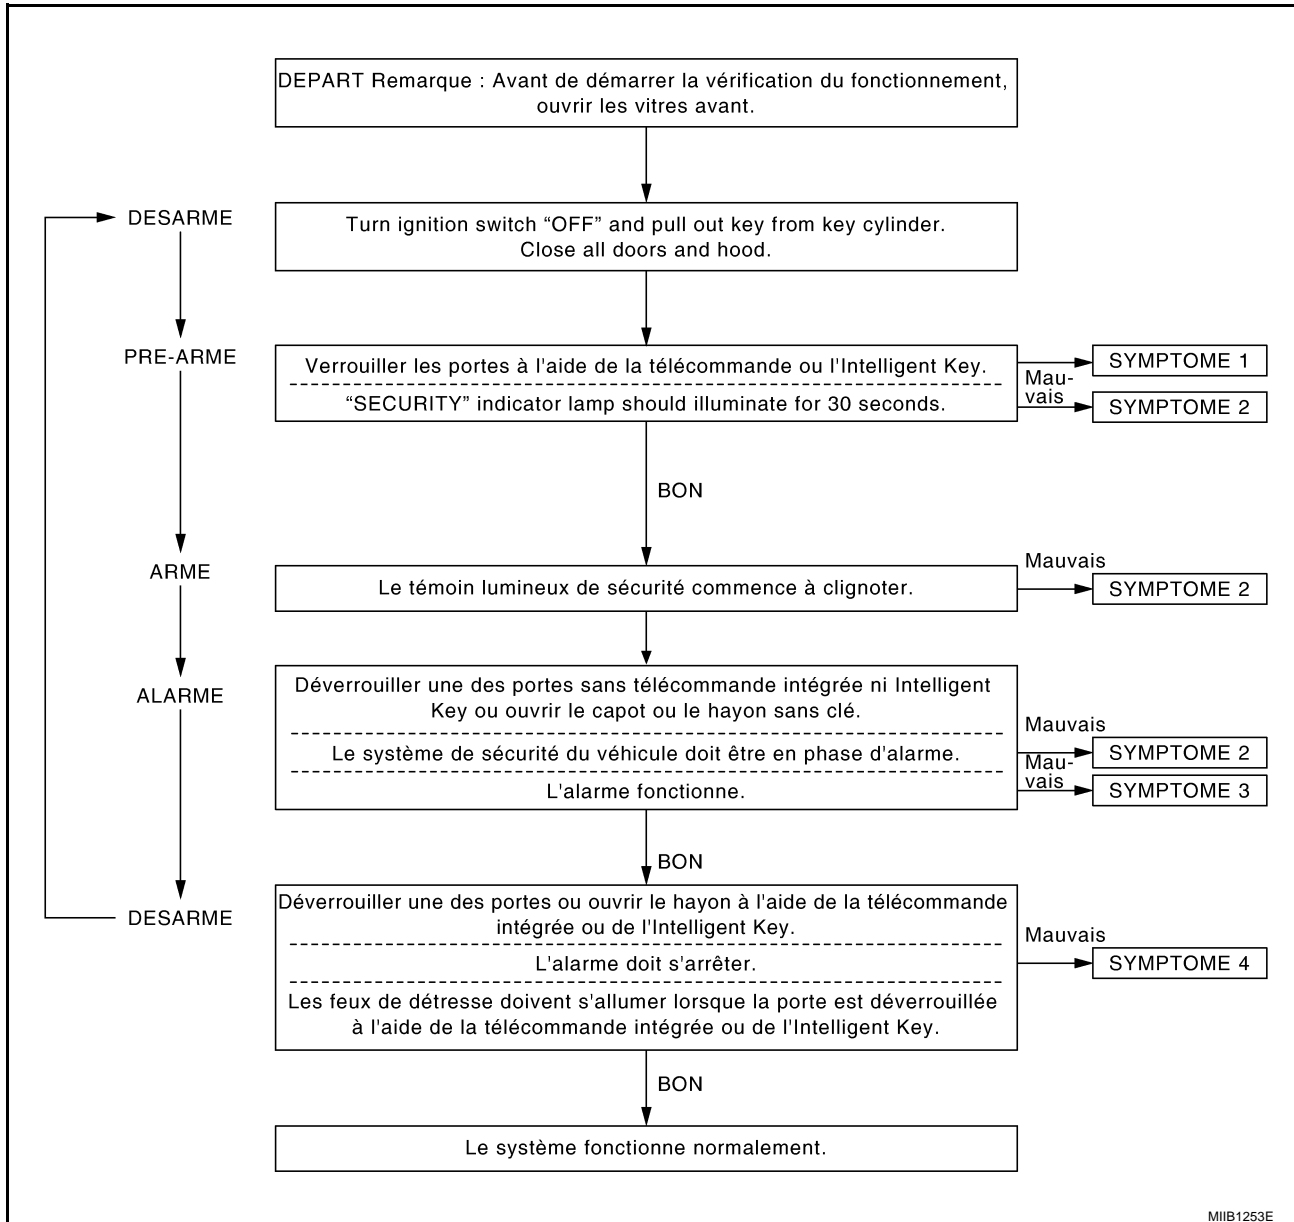 DEPART Remarque : Avant de démarrer la vérification du fonctionnement,
ouvrir les vitres avant.
DESARME
Turn ignition switch “OFF” and pull out key from key cylinder.
Close all doors and hood.
PRE-ARME
Verrouiller les portes à l'aide de la télécommande ou l'Intelligent Key.
“SECURITY” indicator lamp should illuminate for 30 seconds.
SYMPTOME 1
Mau-
vais
SYMPTOME 2
BON
ARME
Le témoin lumineux de sécurité commence à clignoter.
Mauvais
SYMPTOME 2
ALARME
Déverrouiller une des portes sans télécommande intégrée ni Intelligent
Key ou ouvrir le capot ou le hayon sans clé.
Le système de sécurité du véhicule doit être en phase d'alarme.
L'alarme fonctionne.
Mauvais
SYMPTOME 2
Mau-
vais
SYMPTOME 3
BON
DESARME
Déverrouiller une des portes ou ouvrir le hayon à l'aide de la télécommande
intégrée ou de l'Intelligent Key.
L'alarme doit s'arrêter.
Les feux de détresse doivent s'allumer lorsque la porte est déverrouillée
à l'aide de la télécommande intégrée ou de l'Intelligent Key.
Mauvais
SYMPTOME 4
BON
Le système fonctionne normalement.
MIIB1253E